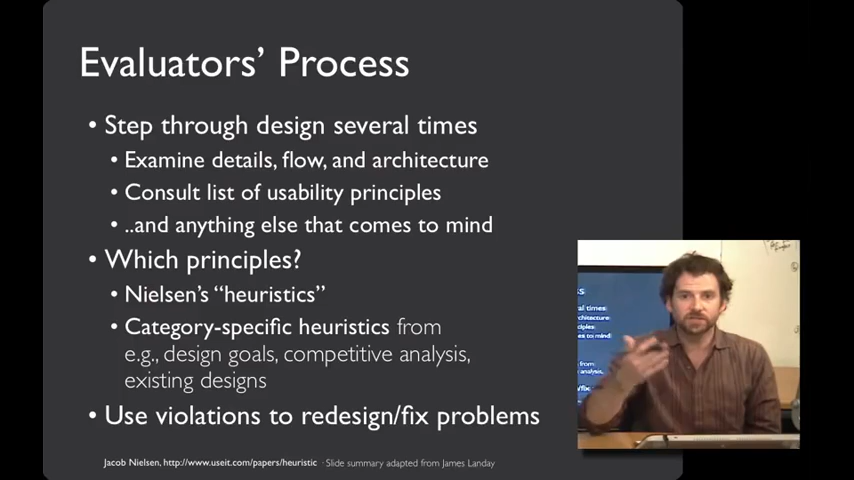 Evaluators' Process
• Step through design several times
• Examine details, flow, and architecture
• Consult list of usability principles
• ..and anything else that comes to mind
• Which principles?
• Nielsen's "heuristics"
• Category-specific heuristics from
e.g., design goals, competitive analysis,
existing designs
• Use violations to redesign/fix problems
Jacob Nielsen, http://www.useit.com/papers/heuristic · Slide summary adapted from James Landay